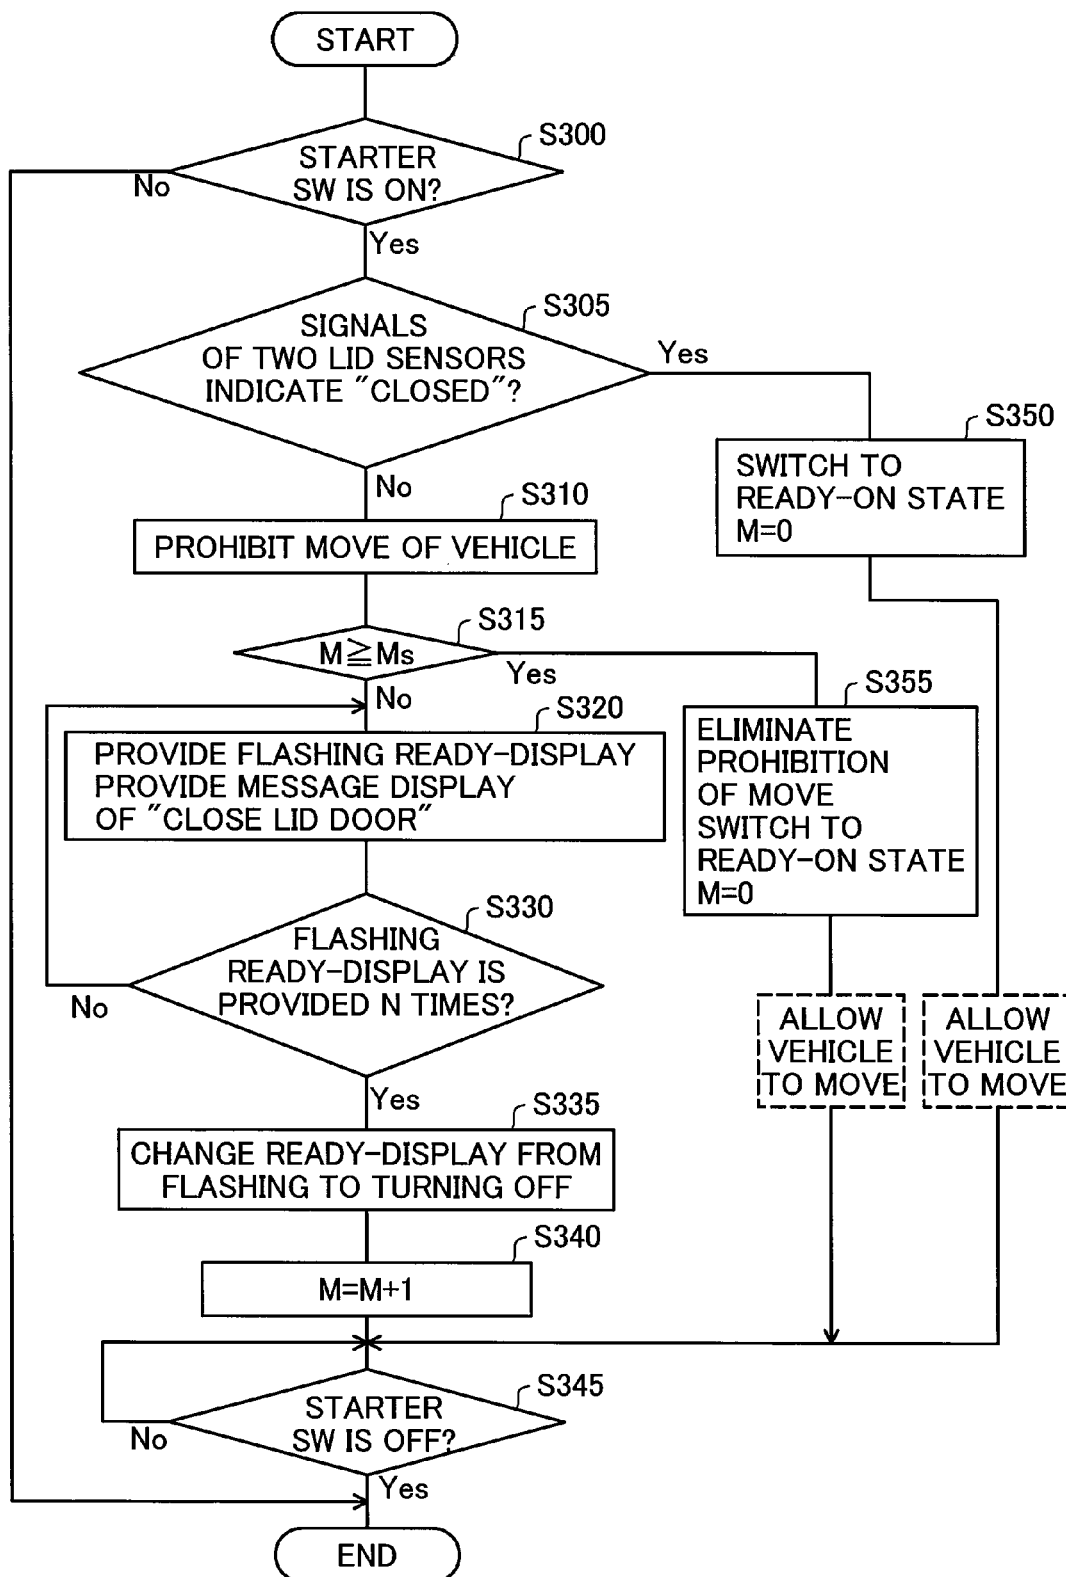 START
S300
STARTER
SW IS ON?
No
Yes
S305
SIGNALS
OF TWO LID SENSORS
INDICATE "CLOSED"?
Yes
No
S350
SWITCH TO
READY-ON STATE
M=0
S310
PROHIBIT MOVE OF VEHICLE
S315
M≧Ms
Yes
No
S355
ELIMINATE
PROHIBITION
OF MOVE
SWITCH TO
READY-ON STATE
M=0
S320
PROVIDE FLASHING READY-DISPLAY
PROVIDE MESSAGE DISPLAY
OF "CLOSE LID DOOR"
S330
FLASHING
READY-DISPLAY IS
PROVIDED N TIMES?
No
Yes
ALLOW
VEHICLE
TO MOVE
ALLOW
VEHICLE
TO MOVE
S335
CHANGE READY-DISPLAY FROM
FLASHING TO TURNING OFF
S340
M=M+1
S345
STARTER
SW IS OFF?
No
Yes
END